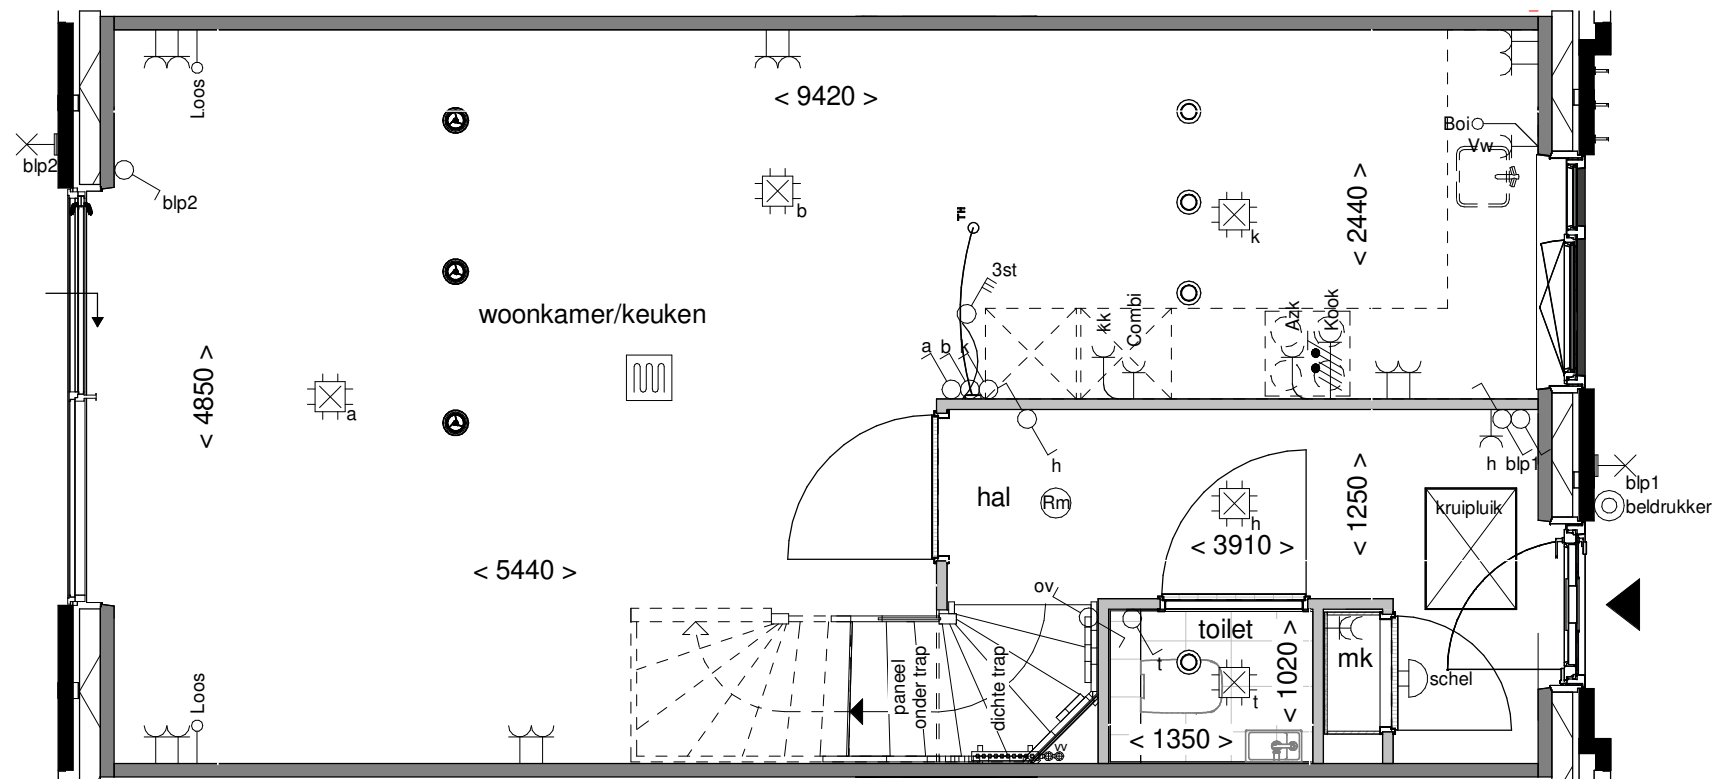 Loos
< 9420 >
Boi
Vw
blp2
blp2
b
k
TH
< 2440 >
3st
woonkamer/keuken
kk
Combi
Azk
Kook
a b k
< 4850 >
a
h
h blp1
blp1
hal
Rm
h
< 1250 >
kruipluik
beldrukker
< 3910 >
< 5440 >
ov
toilet
t
mk
< 1020 >
schel
Loos
paneel
onder trap
dichte trap
t
< 1350 >
vv